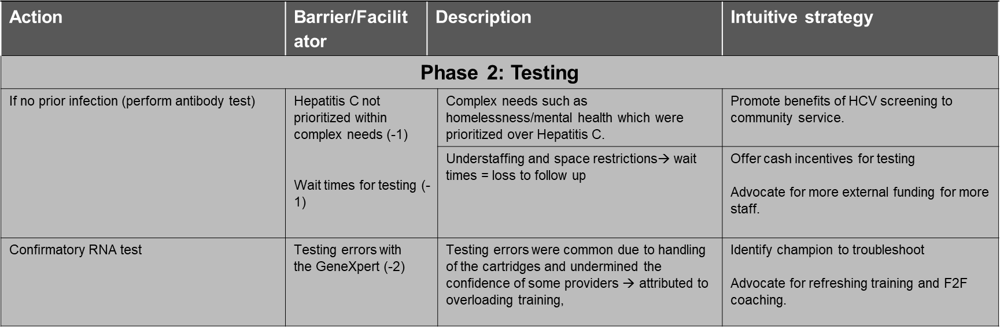 Action
Barrier/Facilit
ator
Description
Intuitive strategy
Phase 2: Testing
If no prior infection (perform antibody test)
Hepatitis C not
prioritized within
complex needs (-1)
Wait times for testing (-
1)
Complex needs such as
homelessness/mental health which were
prioritized over Hepatitis C.
Promote benefits of HCV screening to
community service.
Understaffing and space restrictions→ wait
times = loss to follow up
Offer cash incentives for testing
Advocate for more external funding for more
staff.
Confirmatory RNA test
Testing errors with
the GeneXpert (-2)
Testing errors were common due to handling
of the cartridges and undermined the
confidence of some providers → attributed to
overloading training,
Identify champion to troubleshoot
Advocate for refreshing training and F2F
coaching.